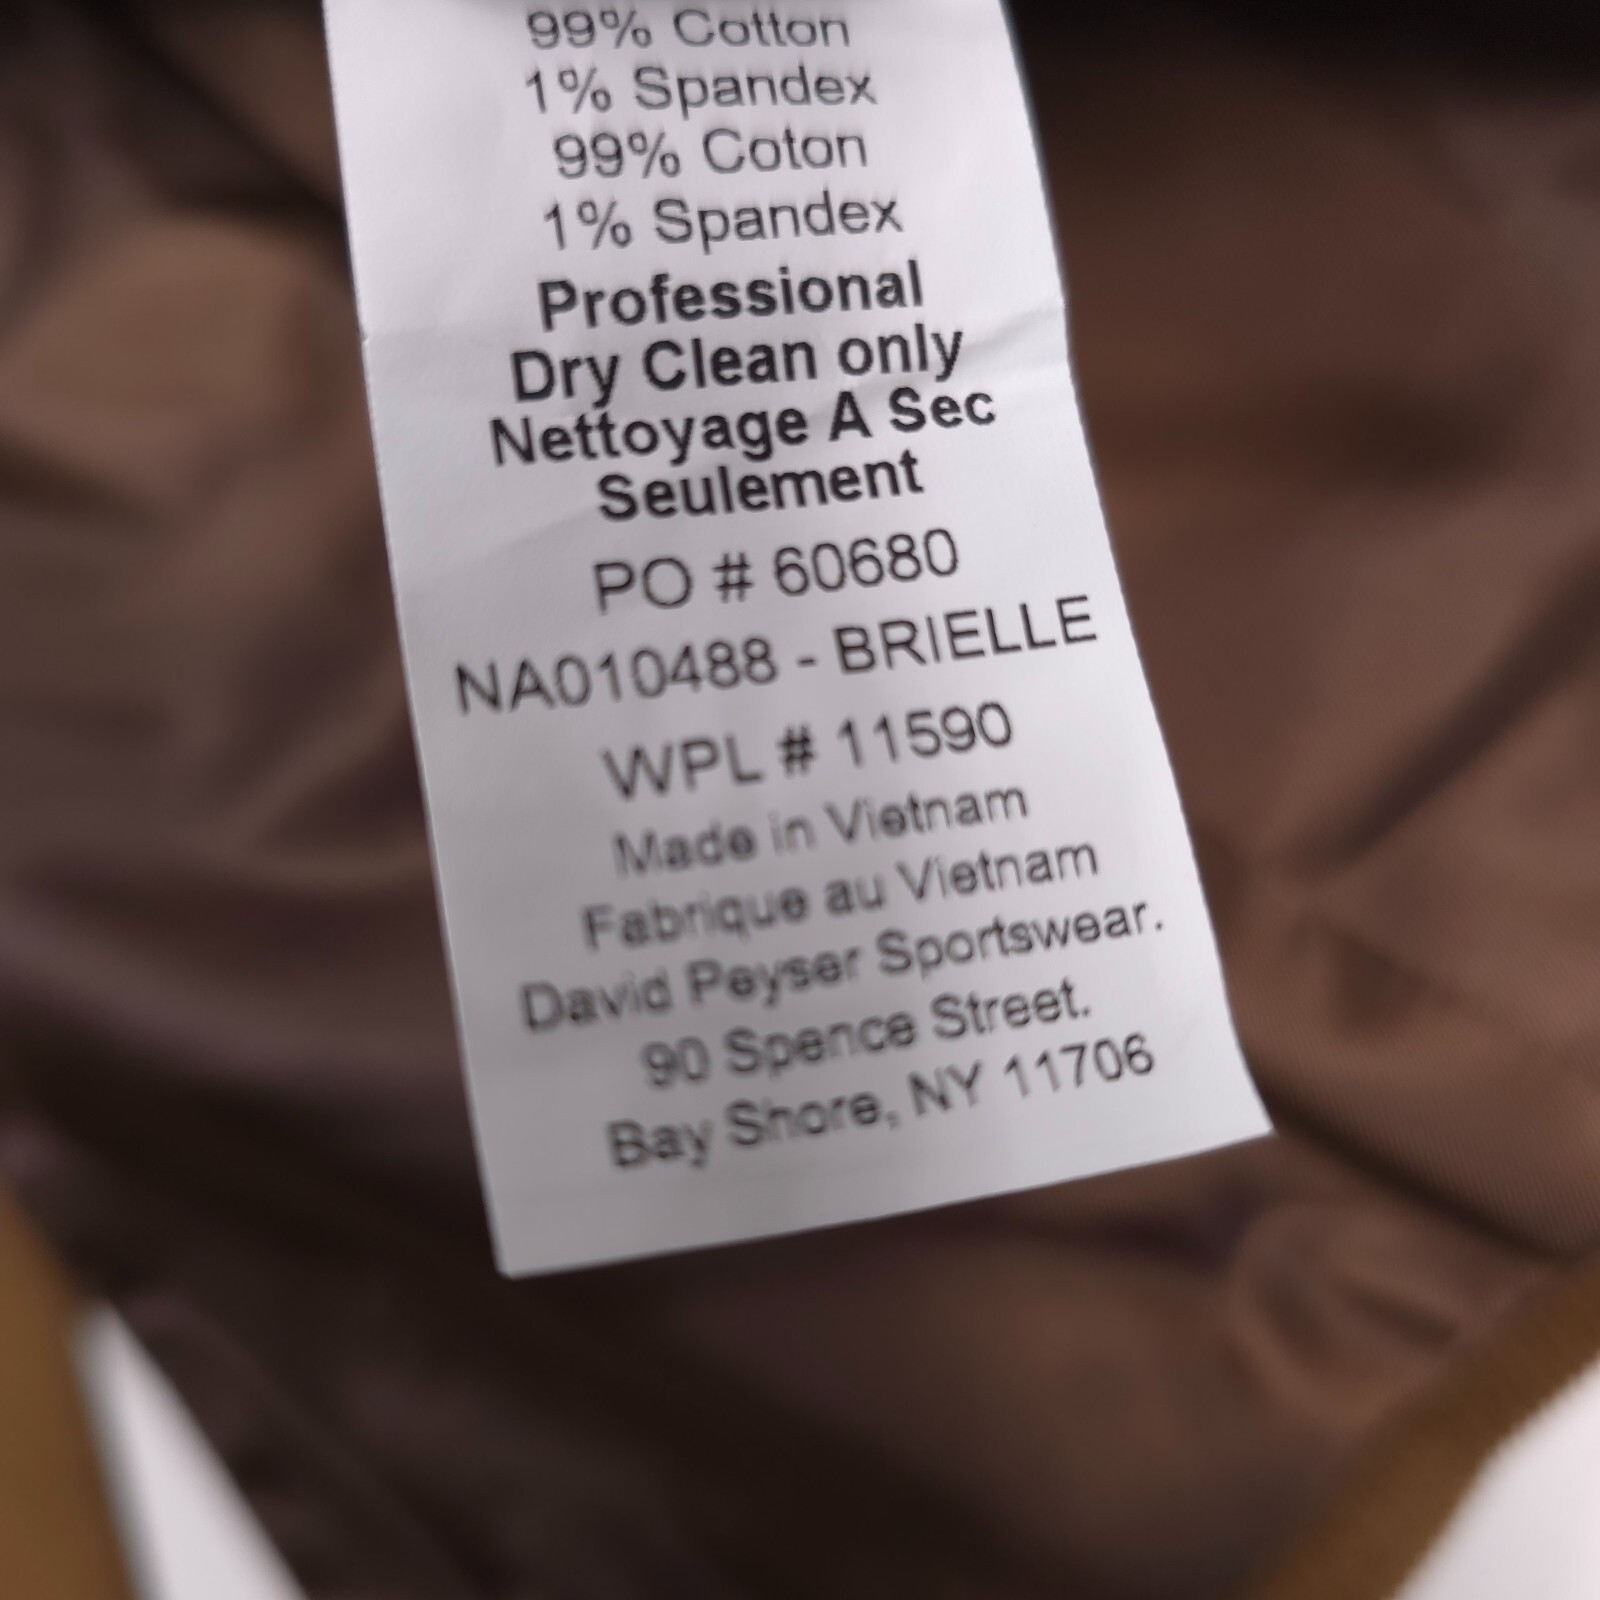 99% Cotton
1% Spandex
99% Coton
1% Spandex
Professional
Dry Clean only
Nettoyage A Sec
Seulement
PO # 60680
NA010488 - BRIELLE
WPL # 11590
Made in Vietnam
Fabrique au Vietnam
David Peyser Sportswear.
90 Spence Street.
Bay Shore, NY 11706